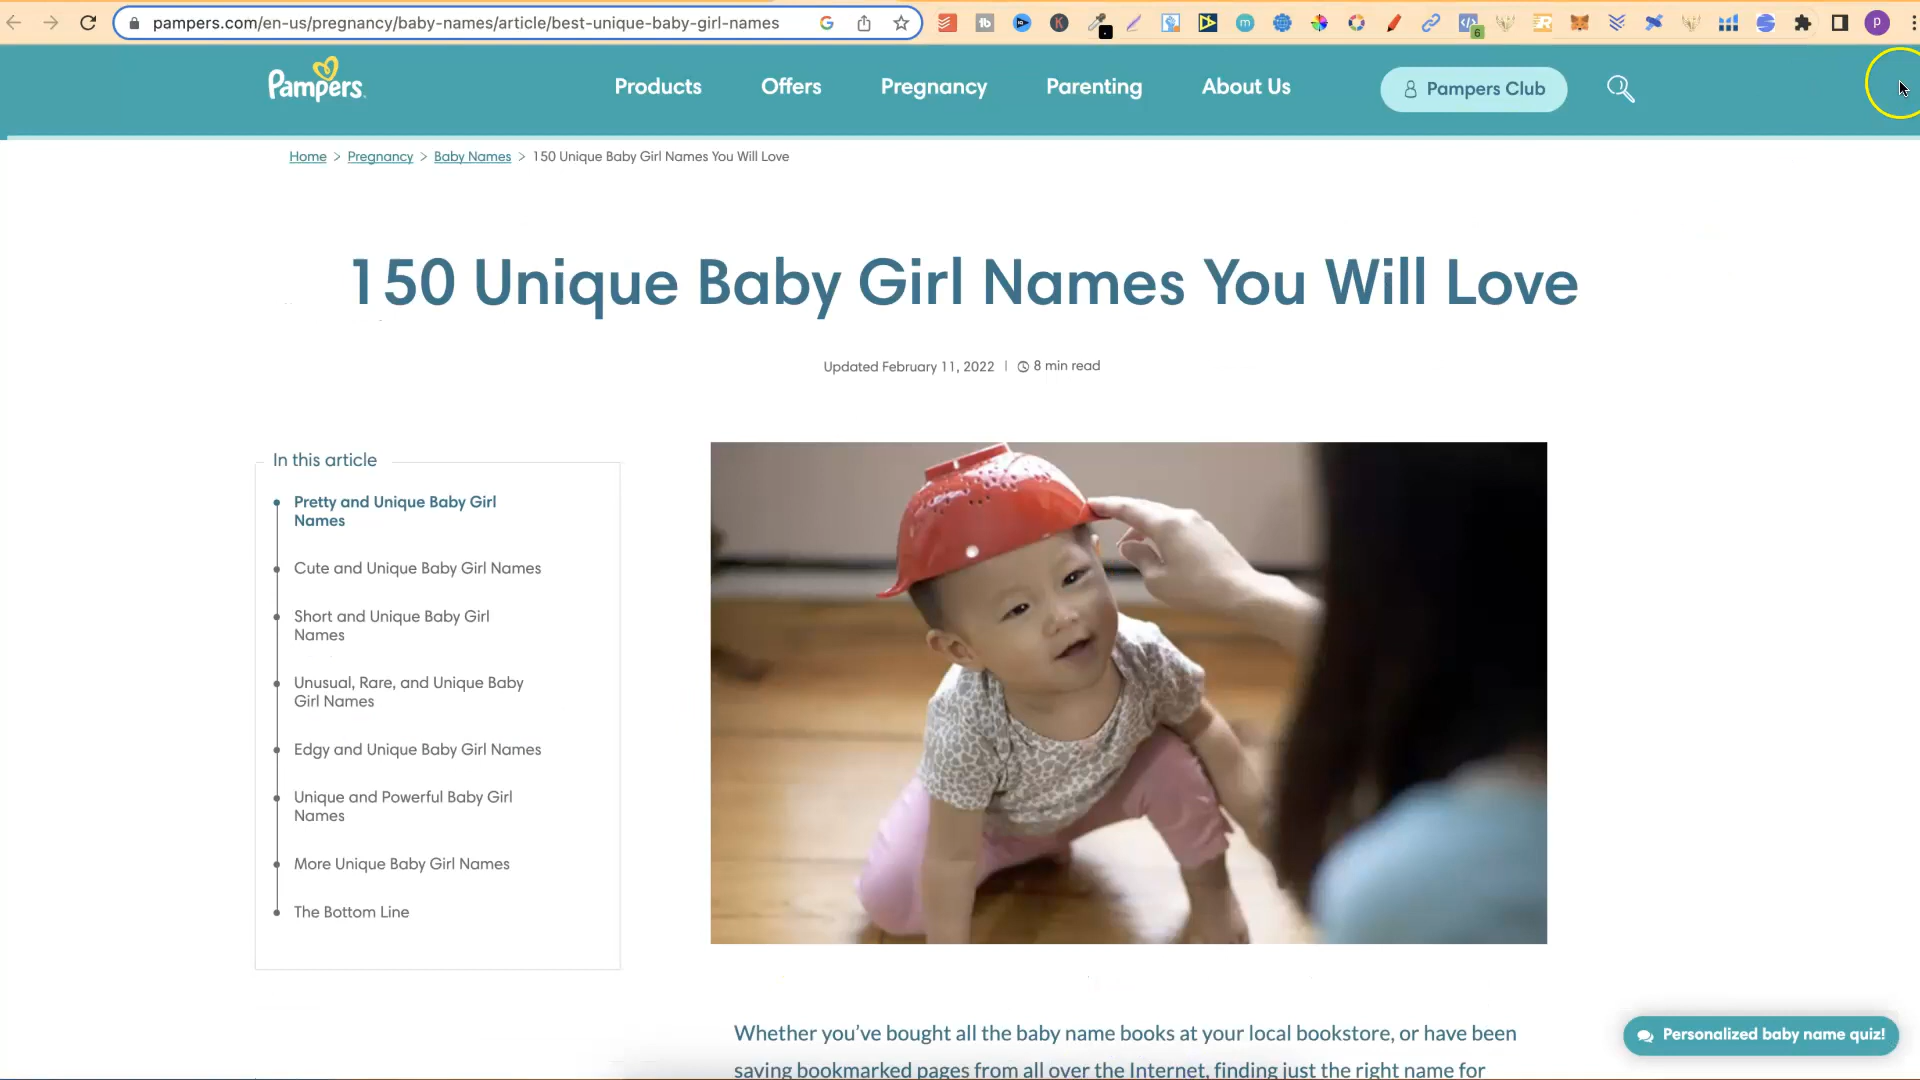 pampers.com/en-us/pregnancy/baby-names/article/best-unique-baby-girl-names
Pampers
Products
Offers
Pregnancy
Parenting
About Us
Pampers Club
Home > Pregnancy > Baby Names > 150 Unique Baby Girl Names You Will Love
150 Unique Baby Girl Names You Will Love
Updated February 11, 2022 | 8 min read
In this article
Pretty and Unique Baby Girl
Names
Cute and Unique Baby Girl Names
Short and Unique Baby Girl
Names
Unusual, Rare, and Unique Baby
Girl Names
Edgy and Unique Baby Girl Names
Unique and Powerful Baby Girl
Names
More Unique Baby Girl Names
The Bottom Line
Whether you’ve bought all the baby name books at your local bookstore, or have been
saving bookmarked pages from all over the Internet, finding just the right name for
Personalized baby name quiz!